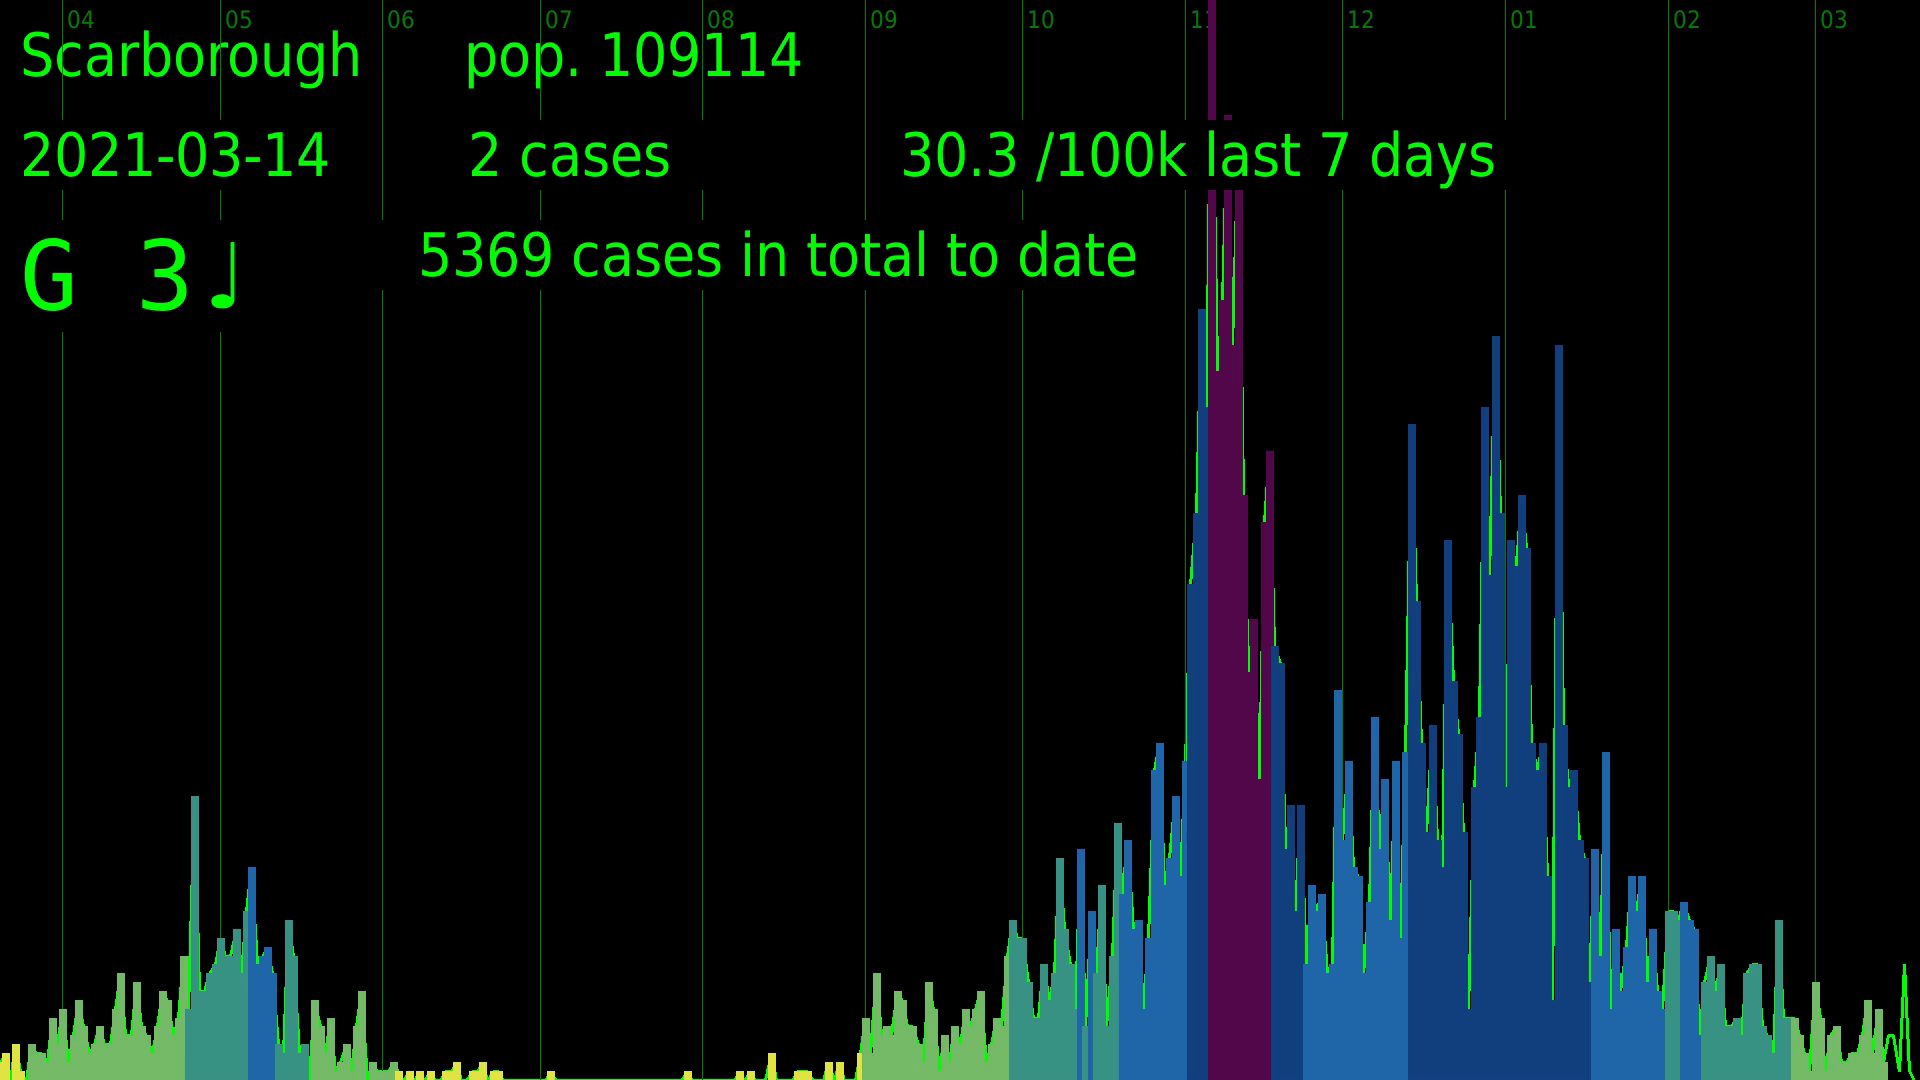 04 05 06 07 08 09 10 11 12 01 02 03
Scarborough pop. 109114
2021-03-14 2 cases 30.3 /100k last 7 days
G 3♩ 5369 cases in total to date